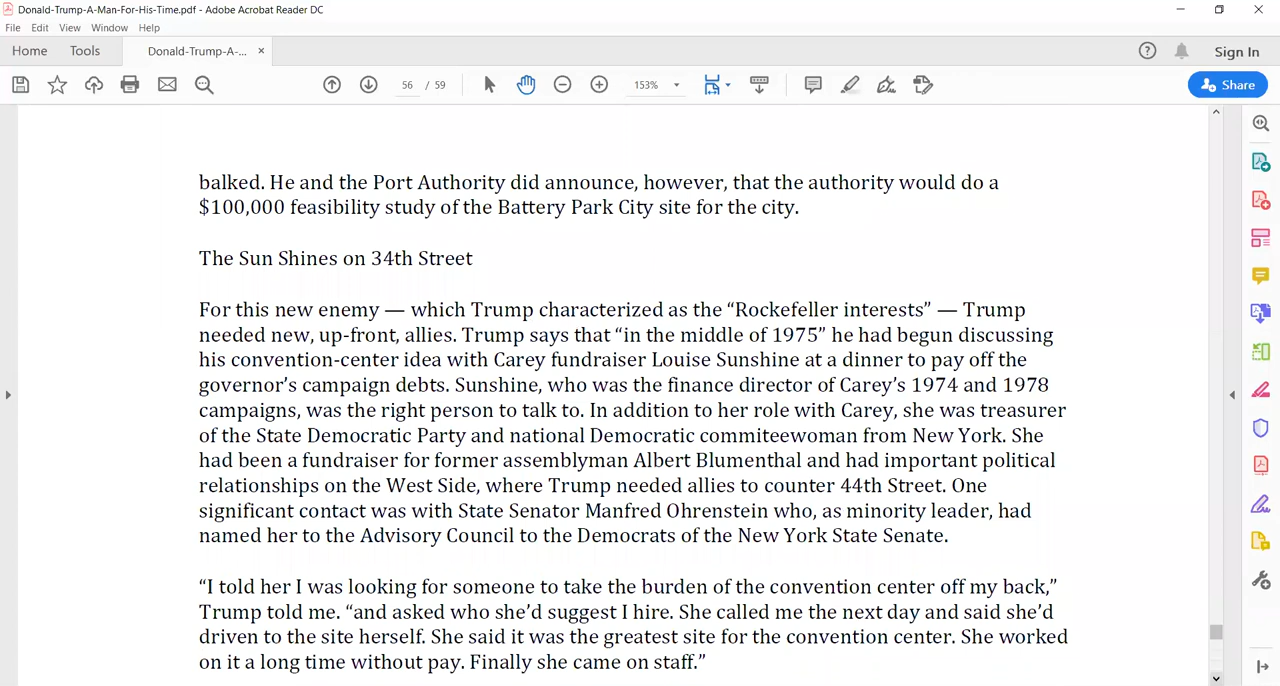 Donald-Trump-A-Man-For-His-Time.pdf - Adobe Acrobat Reader DC
File Edit View Window Help
Home Tools Donald-Trump-A-... × Sign In
56 / 59 153% Share
balked. He and the Port Authority did announce, however, that the authority would do a
$100,000 feasibility study of the Battery Park City site for the city.
The Sun Shines on 34th Street
For this new enemy — which Trump characterized as the “Rockefeller interests” — Trump
needed new, up-front, allies. Trump says that “in the middle of 1975” he had begun discussing
his convention-center idea with Carey fundraiser Louise Sunshine at a dinner to pay off the
governor’s campaign debts. Sunshine, who was the finance director of Carey’s 1974 and 1978
campaigns, was the right person to talk to. In addition to her role with Carey, she was treasurer
of the State Democratic Party and national Democratic commiteewoman from New York. She
had been a fundraiser for former assemblyman Albert Blumenthal and had important political
relationships on the West Side, where Trump needed allies to counter 44th Street. One
significant contact was with State Senator Manfred Ohrenstein who, as minority leader, had
named her to the Advisory Council to the Democrats of the New York State Senate.
“I told her I was looking for someone to take the burden of the convention center off my back,”
Trump told me. “and asked who she’d suggest I hire. She called me the next day and said she’d
driven to the site herself. She said it was the greatest site for the convention center. She worked
on it a long time without pay. Finally she came on staff.”